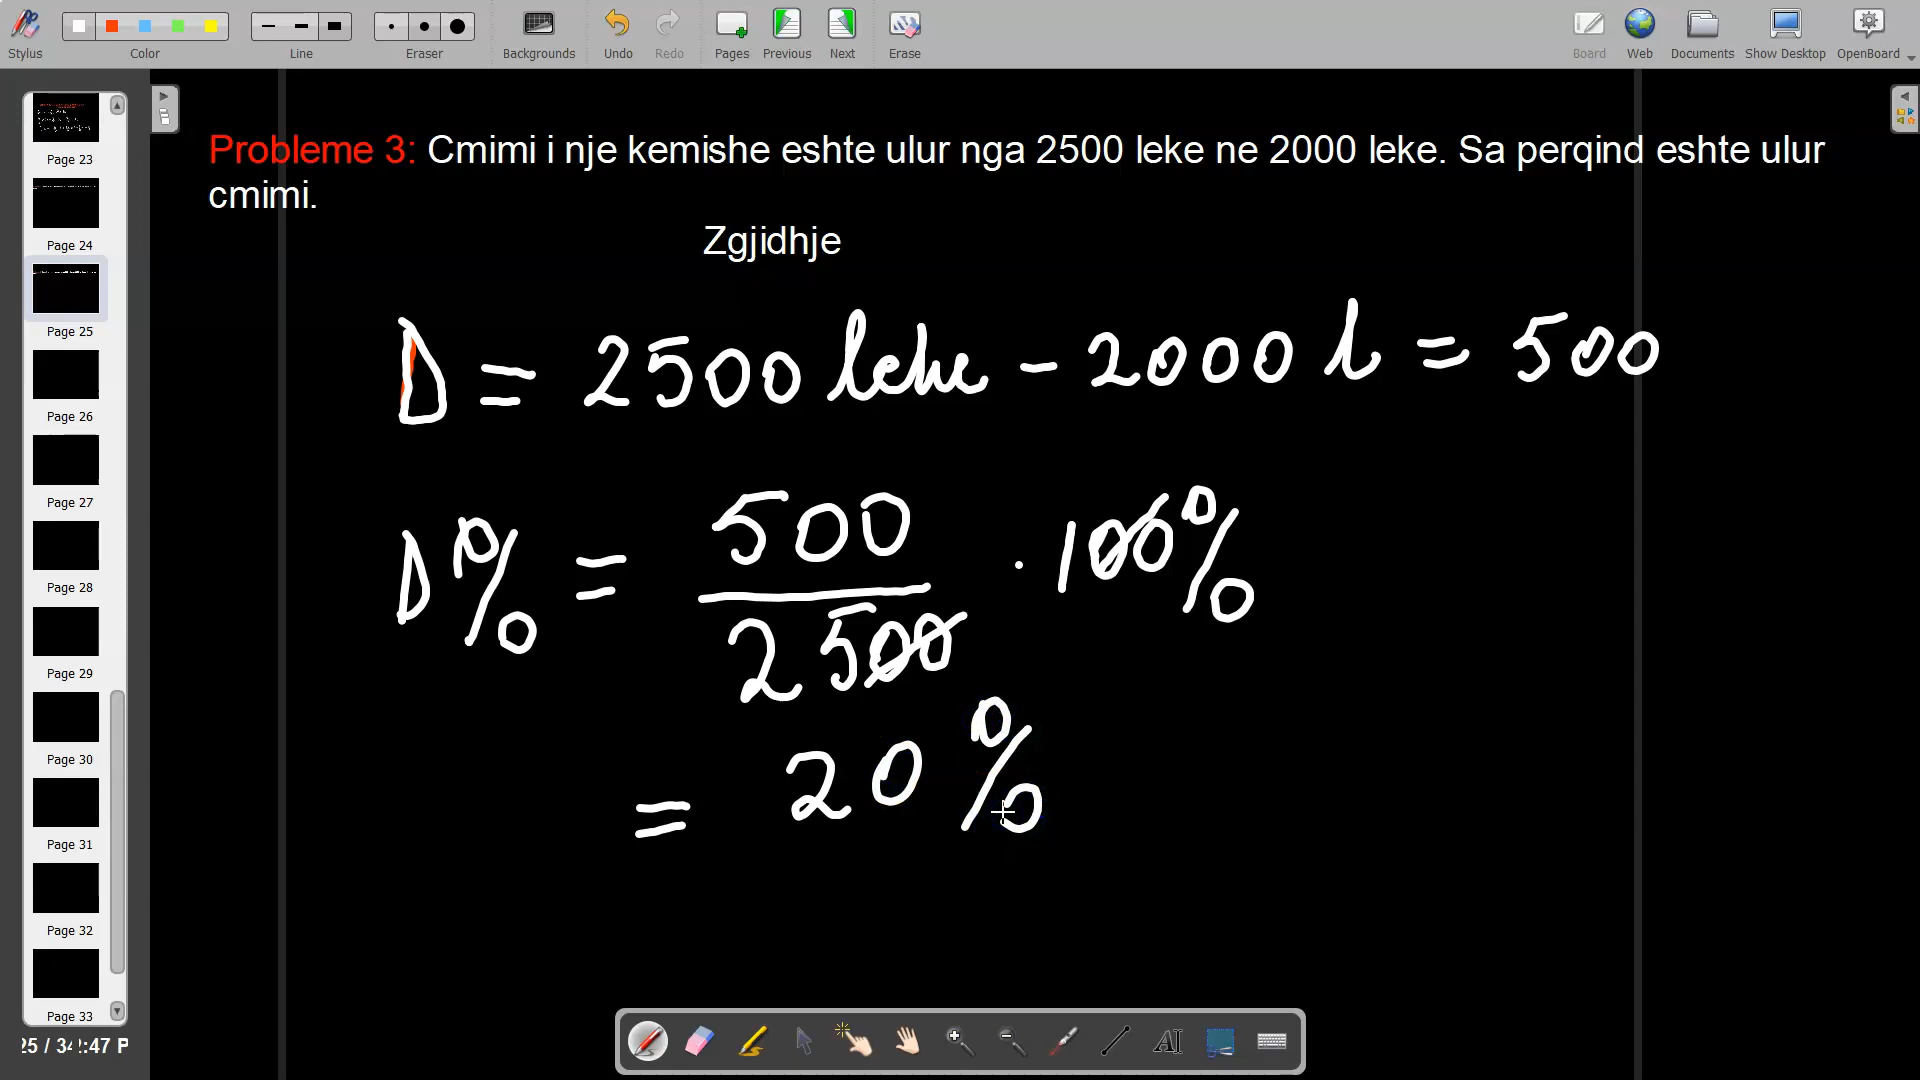 Stylus Color Line Eraser Backgrounds Undo Redo Pages Previous Next Erase Board Web Documents Show Desktop OpenBoard
Page 23
Page 24
Page 25
Page 26
Page 27
Page 28
Page 29
Page 30
Page 31
Page 32
Page 33
Probleme 3: Cmimi i nje kemishe eshte ulur nga 2500 leke ne 2000 leke. Sa perqind eshte ulur
cmimi.
Zgjidhje
D = 2500 leke - 2000 l = 500
D% = 500/2500 · 100%
= 20%